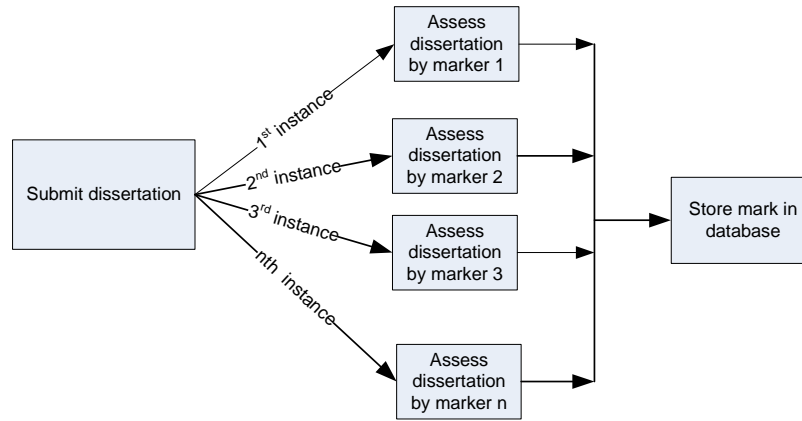 Submit dissertation
1st instance
2nd instance
3rd instance
nth instance
Assess
dissertation
by marker 1
Assess
dissertation
by marker 2
Assess
dissertation
by marker 3
Assess
dissertation
by marker n
Store mark in
database